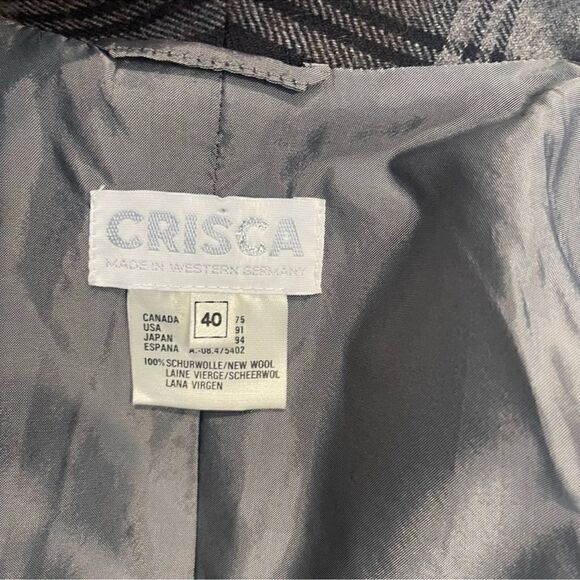 CRISCA
MADE IN WESTERN GERMANY
CANADA 40 75
USA 91
JAPAN 94
ESPANA A.-08.475402
100% SCHURWOLLE/NEW WOOL
LAINE VIERGE/SCHEERWOL
LANA VIRGEN